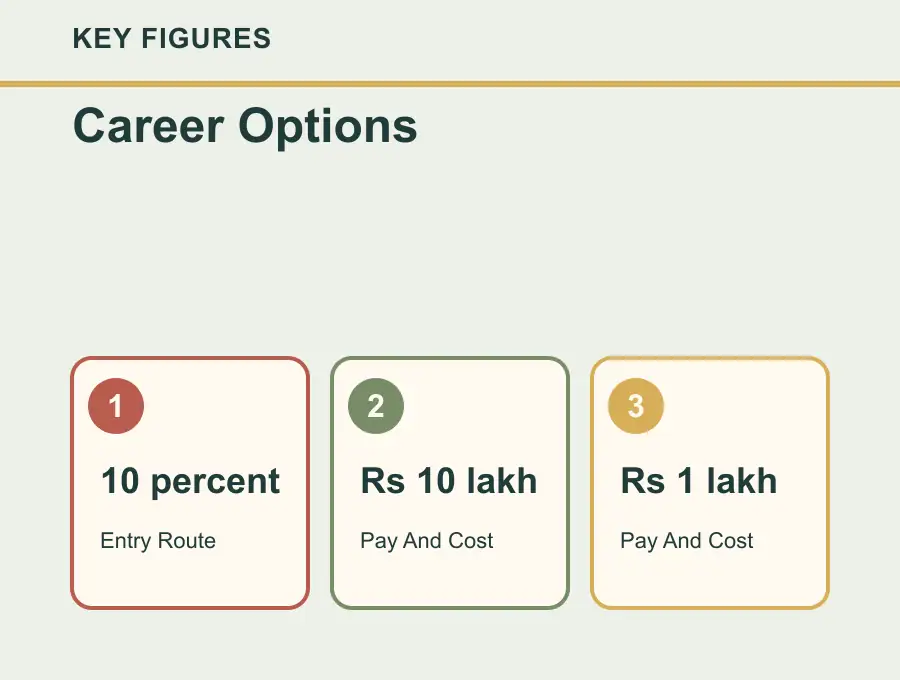 KEY FIGURES
Career Options
1
10 percent
Entry Route
2
Rs 10 lakh
Pay And Cost
3
Rs 1 lakh
Pay And Cost